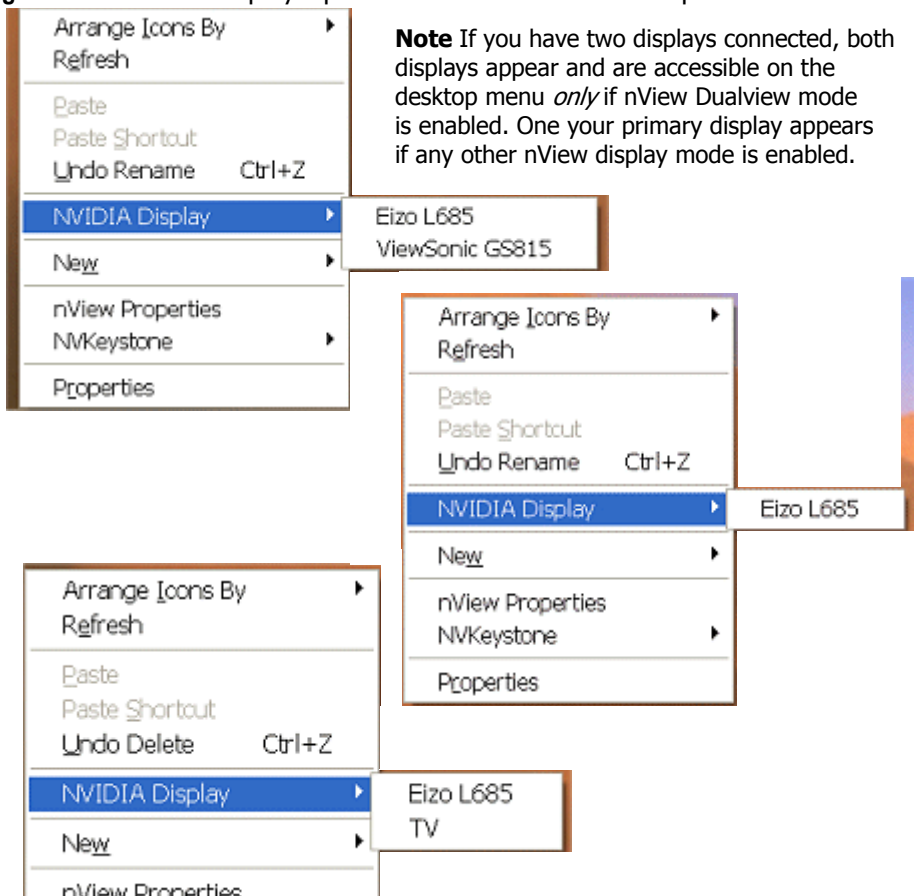 Arrange Icons By
Refresh
Paste
Paste Shortcut
Undo Rename Ctrl+Z
NVIDIA Display
New
nView Properties
NVKeystone
Properties
Eizo L685
ViewSonic GS815
Note If you have two displays connected, both
displays appear and are accessible on the
desktop menu only if nView Dualview mode
is enabled. One your primary display appears
if any other nView display mode is enabled.
Arrange Icons By
Refresh
Paste
Paste Shortcut
Undo Rename Ctrl+Z
NVIDIA Display
New
nView Properties
NVKeystone
Properties
Eizo L685
Arrange Icons By
Refresh
Paste
Paste Shortcut
Undo Delete Ctrl+Z
NVIDIA Display
New
nView Properties
Eizo L685
TV